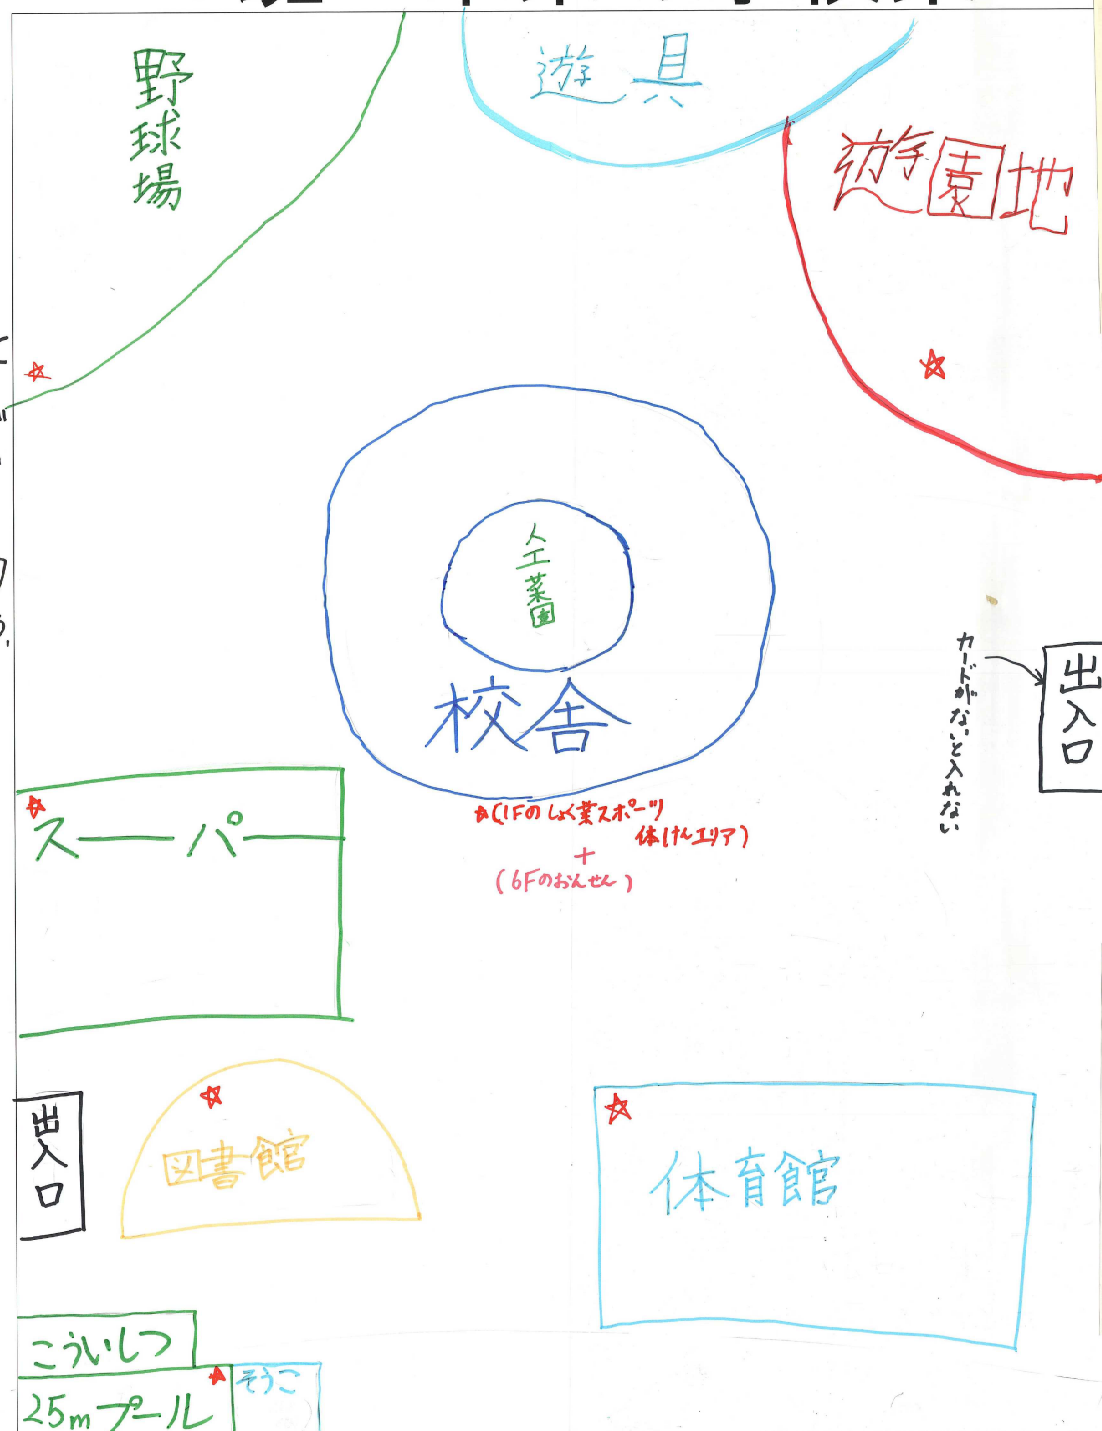 野球場
遊具
遊園地
人工菜園
校舎
カードがないと入れない
出入口
☆(1Fのしょく業スポーツ
体けんエリア)
+
(6Fのおんせん)
☆
スーパー
出入口
☆
図書館
☆
体育館
こういしつ
25mプール
☆
そうこ